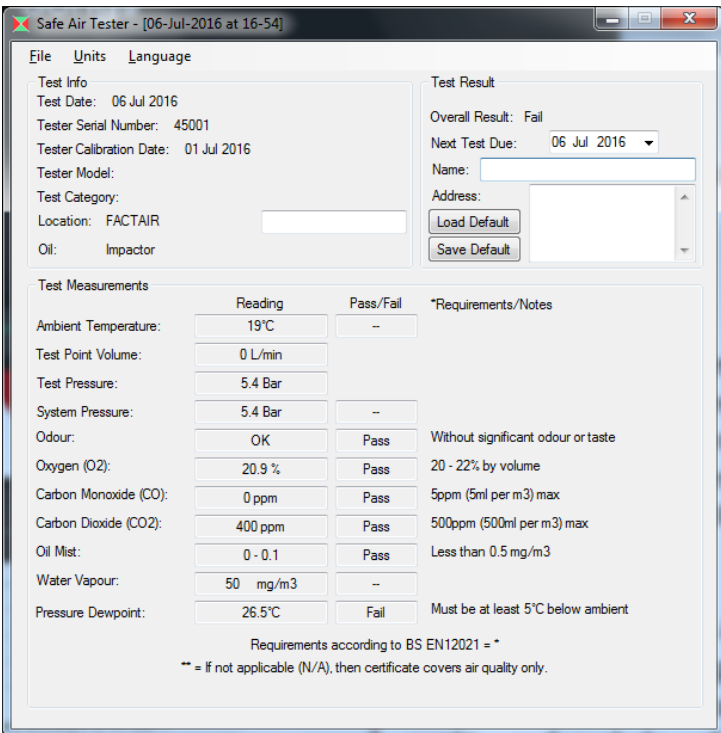 Safe Air Tester - [06-Jul-2016 at 16-54]
File Units Language
Test Info
Test Date: 06 Jul 2016
Tester Serial Number: 45001
Tester Calibration Date: 01 Jul 2016
Tester Model:
Test Category:
Location: FACTAIR
Oil: Impactor
Test Result
Overall Result: Fail
Next Test Due: 06 Jul 2016
Name:
Address:
Load Default
Save Default
Test Measurements
Reading Pass/Fail *Requirements/Notes
Ambient Temperature: 19°C --
Test Point Volume: 0 L/min
Test Pressure: 5.4 Bar
System Pressure: 5.4 Bar --
Odour: OK Pass Without significant odour or taste
Oxygen (O2): 20.9 % Pass 20 - 22% by volume
Carbon Monoxide (CO): 0 ppm Pass 5ppm (5ml per m3) max
Carbon Dioxide (CO2): 400 ppm Pass 500ppm (500ml per m3) max
Oil Mist: 0 - 0.1 Pass Less than 0.5 mg/m3
Water Vapour: 50 mg/m3 --
Pressure Dewpoint: 26.5°C Fail Must be at least 5°C below ambient
Requirements according to BS EN12021 = *
** = If not applicable (N/A), then certificate covers air quality only.